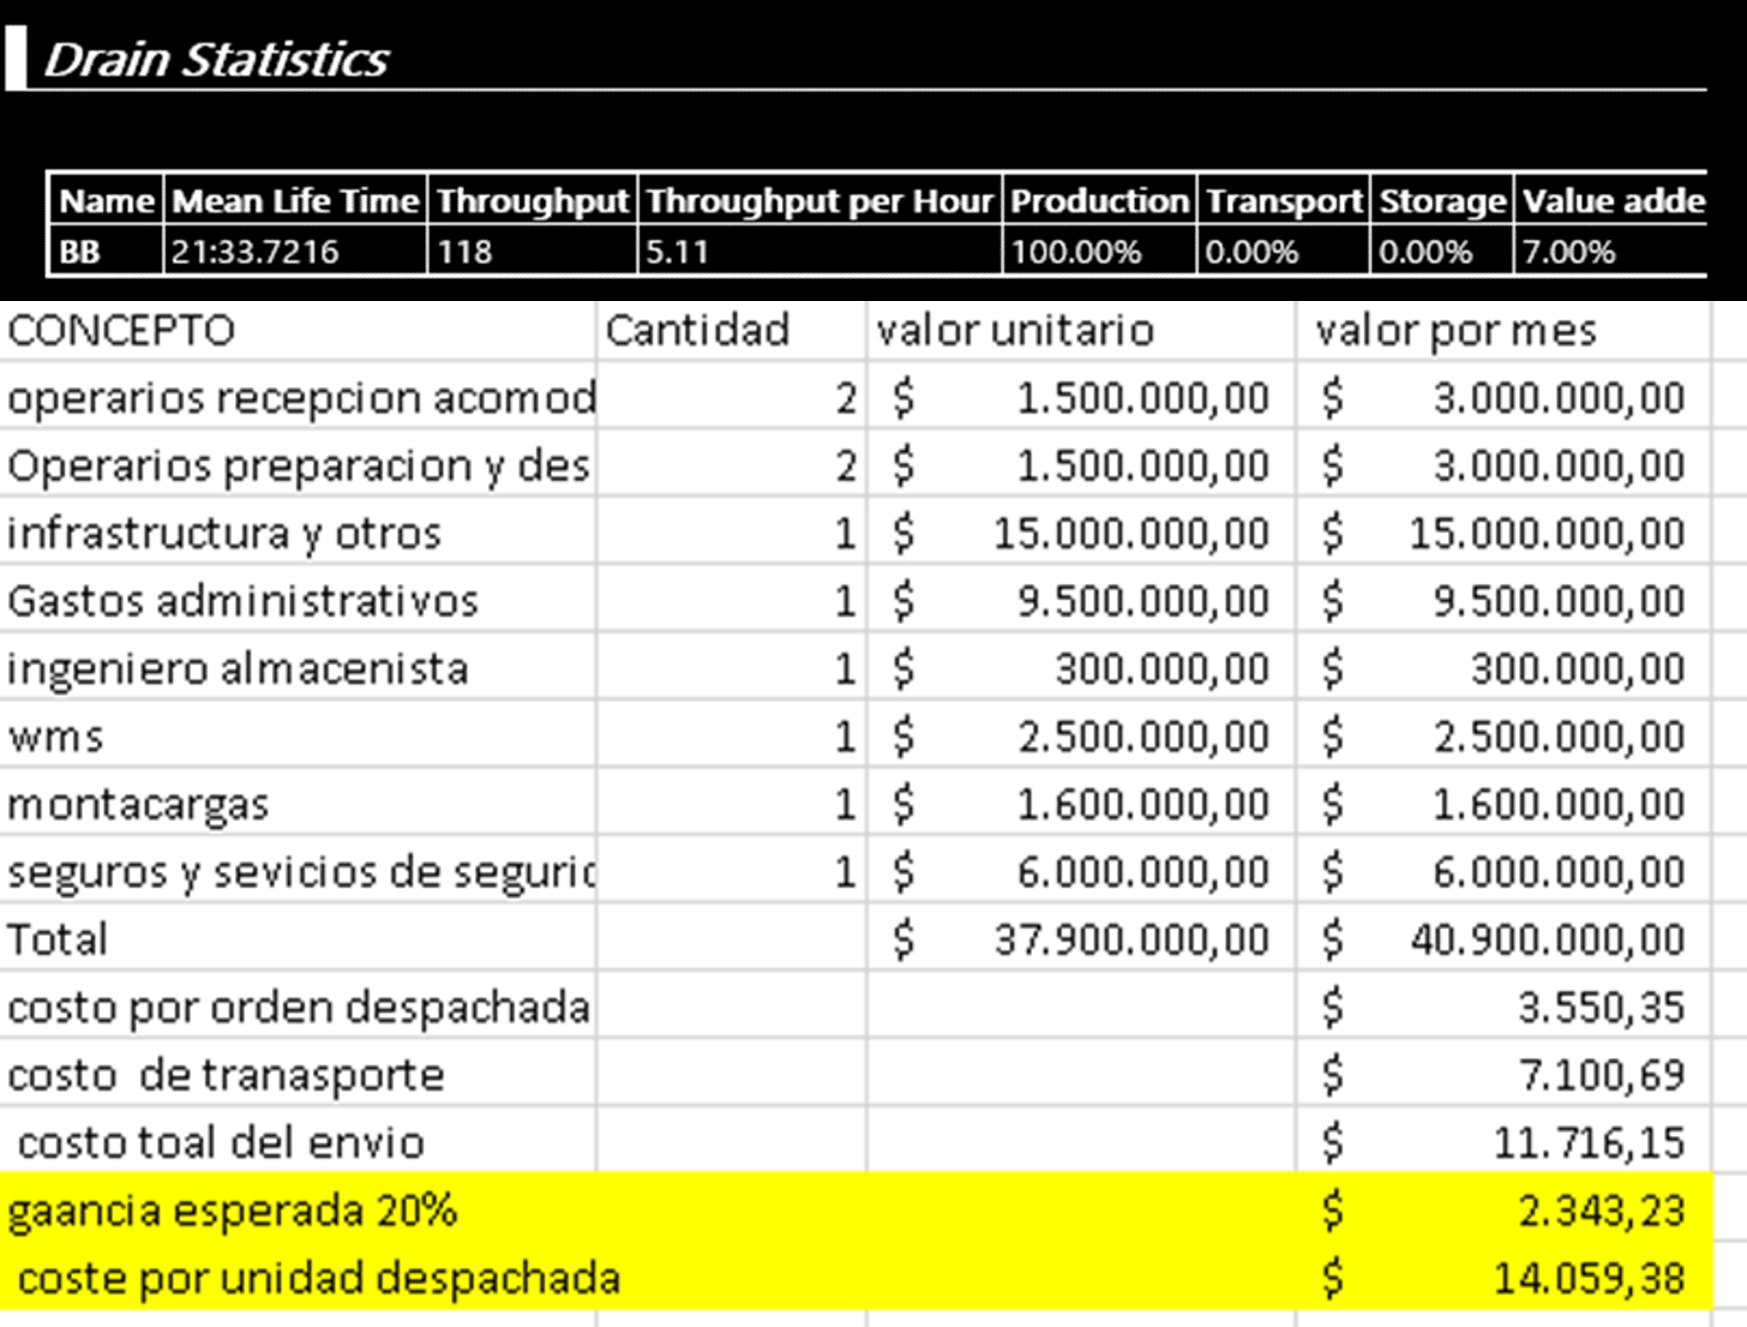 Drain Statistics
Name Mean Life Time Throughput Throughput per Hour Production Transport Storage Value adde
BB 21:33.7216 118 5.11 100.00% 0.00% 0.00% 7.00%
CONCEPTO Cantidad valor unitario valor por mes
operarios recepcion acomod 2 $ 1.500.000,00 $ 3.000.000,00
Operarios preparacion y des 2 $ 1.500.000,00 $ 3.000.000,00
infrastructura y otros 1 $ 15.000.000,00 $ 15.000.000,00
Gastos administrativos 1 $ 9.500.000,00 $ 9.500.000,00
ingeniero almacenista 1 $ 300.000,00 $ 300.000,00
wms 1 $ 2.500.000,00 $ 2.500.000,00
montacargas 1 $ 1.600.000,00 $ 1.600.000,00
seguros y sevicios de seguric 1 $ 6.000.000,00 $ 6.000.000,00
Total $ 37.900.000,00 $ 40.900.000,00
costo por orden despachada $ 3.550,35
costo de tranasporte $ 7.100,69
costo toal del envio $ 11.716,15
gaancia esperada 20% $ 2.343,23
coste por unidad despachada $ 14.059,38